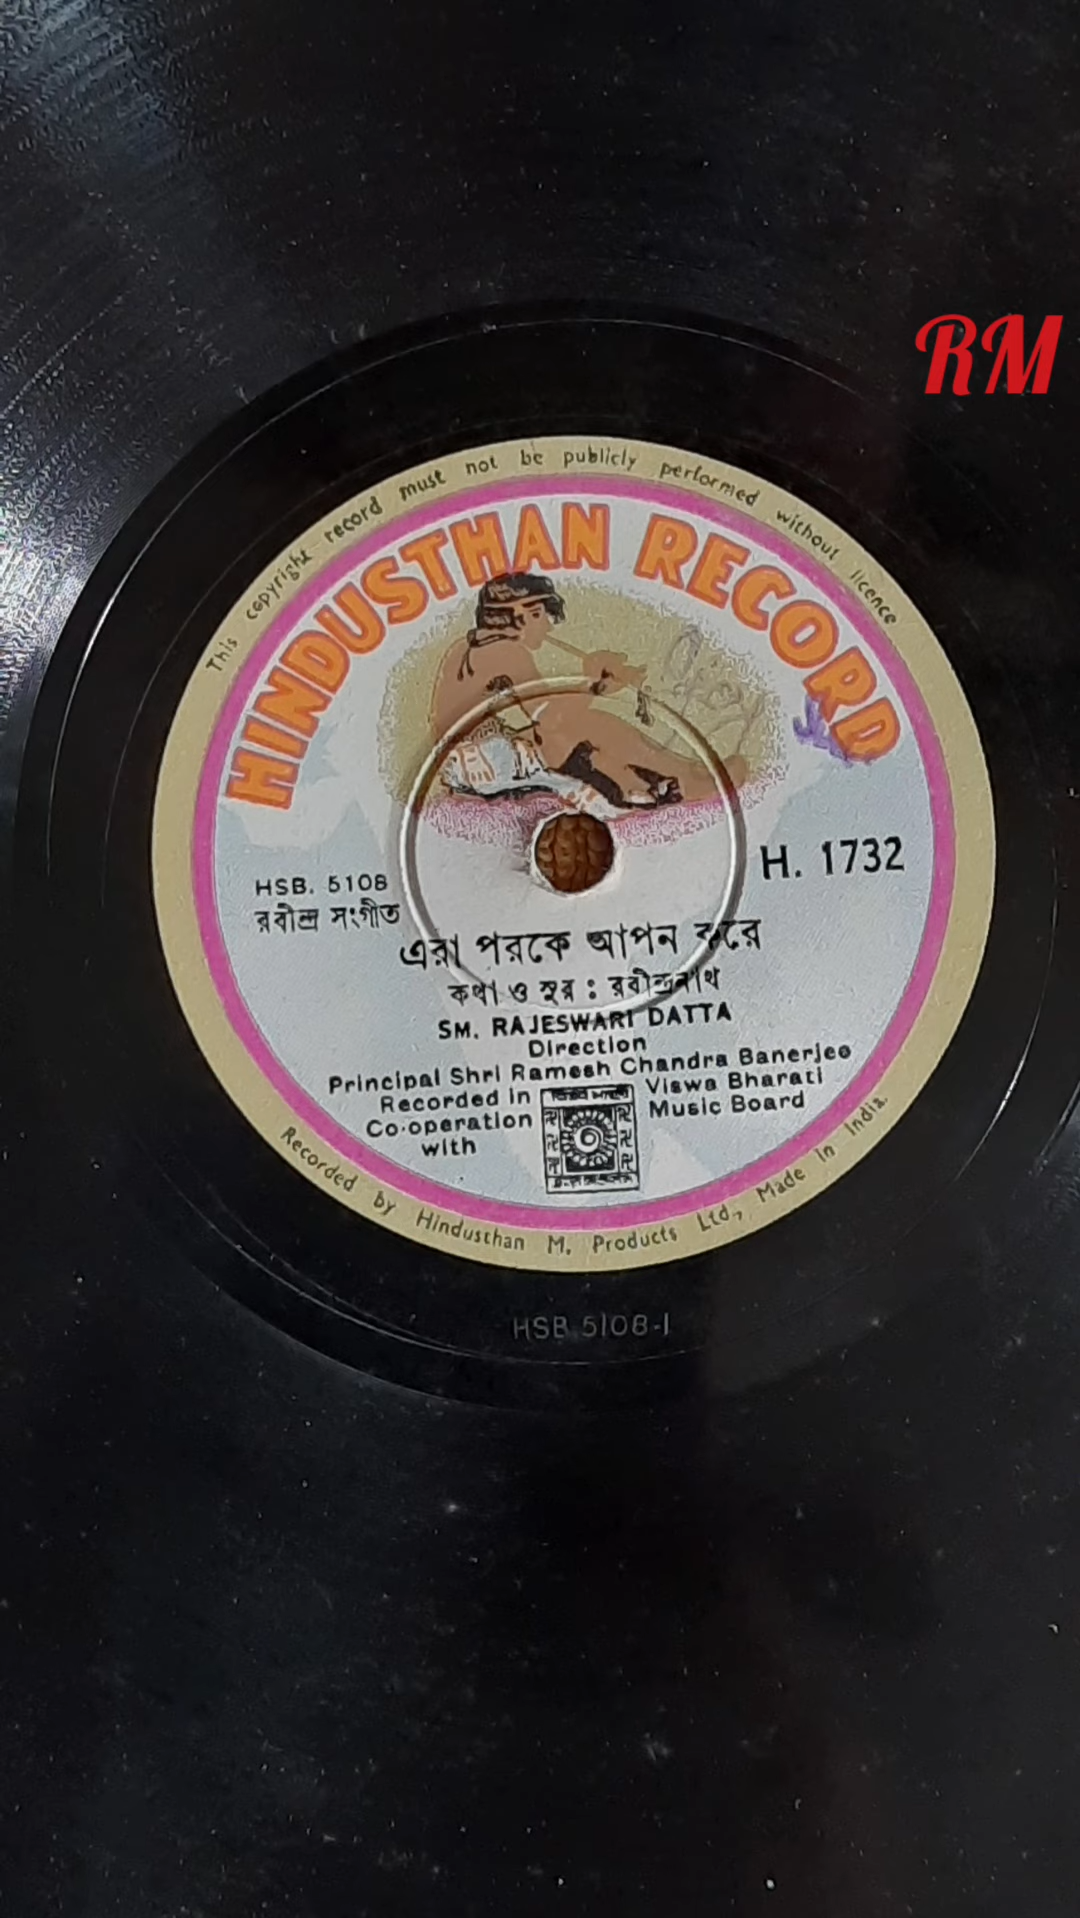 RM
This copyright record must not be publicly performed without licence
HINDUSTHAN RECORD
H. 1732
HSB. 5108
রবীন্দ্র সংগীত
এরা পরকে আপন করে
কথা ও সুর : রবীন্দ্রনাথ
SM. RAJESWARI DATTA
Direction
Principal Shri Ramesh Chandra Banerjee
Recorded in
Co-operation
with
Viswa Bharati
Music Board
Recorded by Hindusthan M. Products Ltd., Made in India.
HSB 5108-1